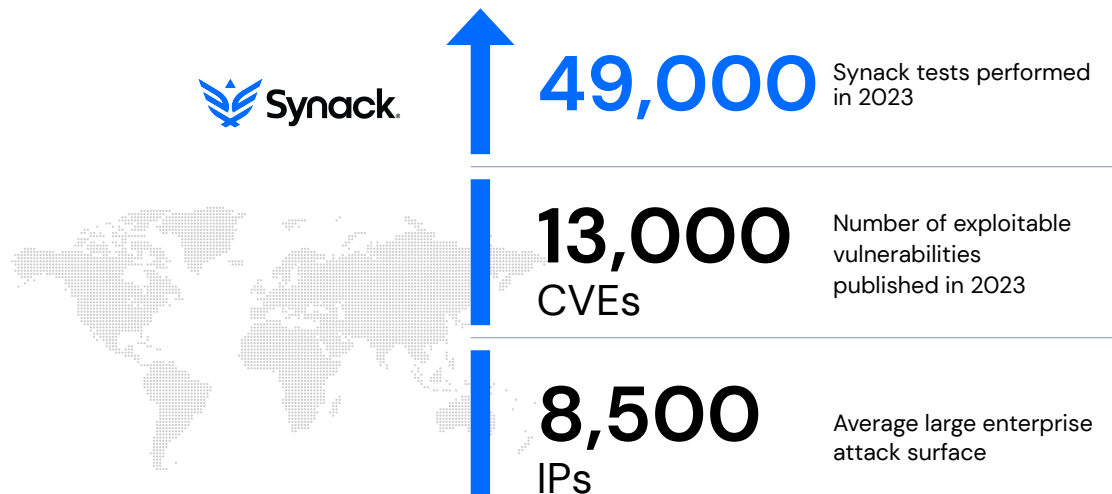 Synack
49,000
Synack tests performed
in 2023
13,000
CVEs
Number of exploitable
vulnerabilities
published in 2023
8,500
IPs
Average large enterprise
attack surface